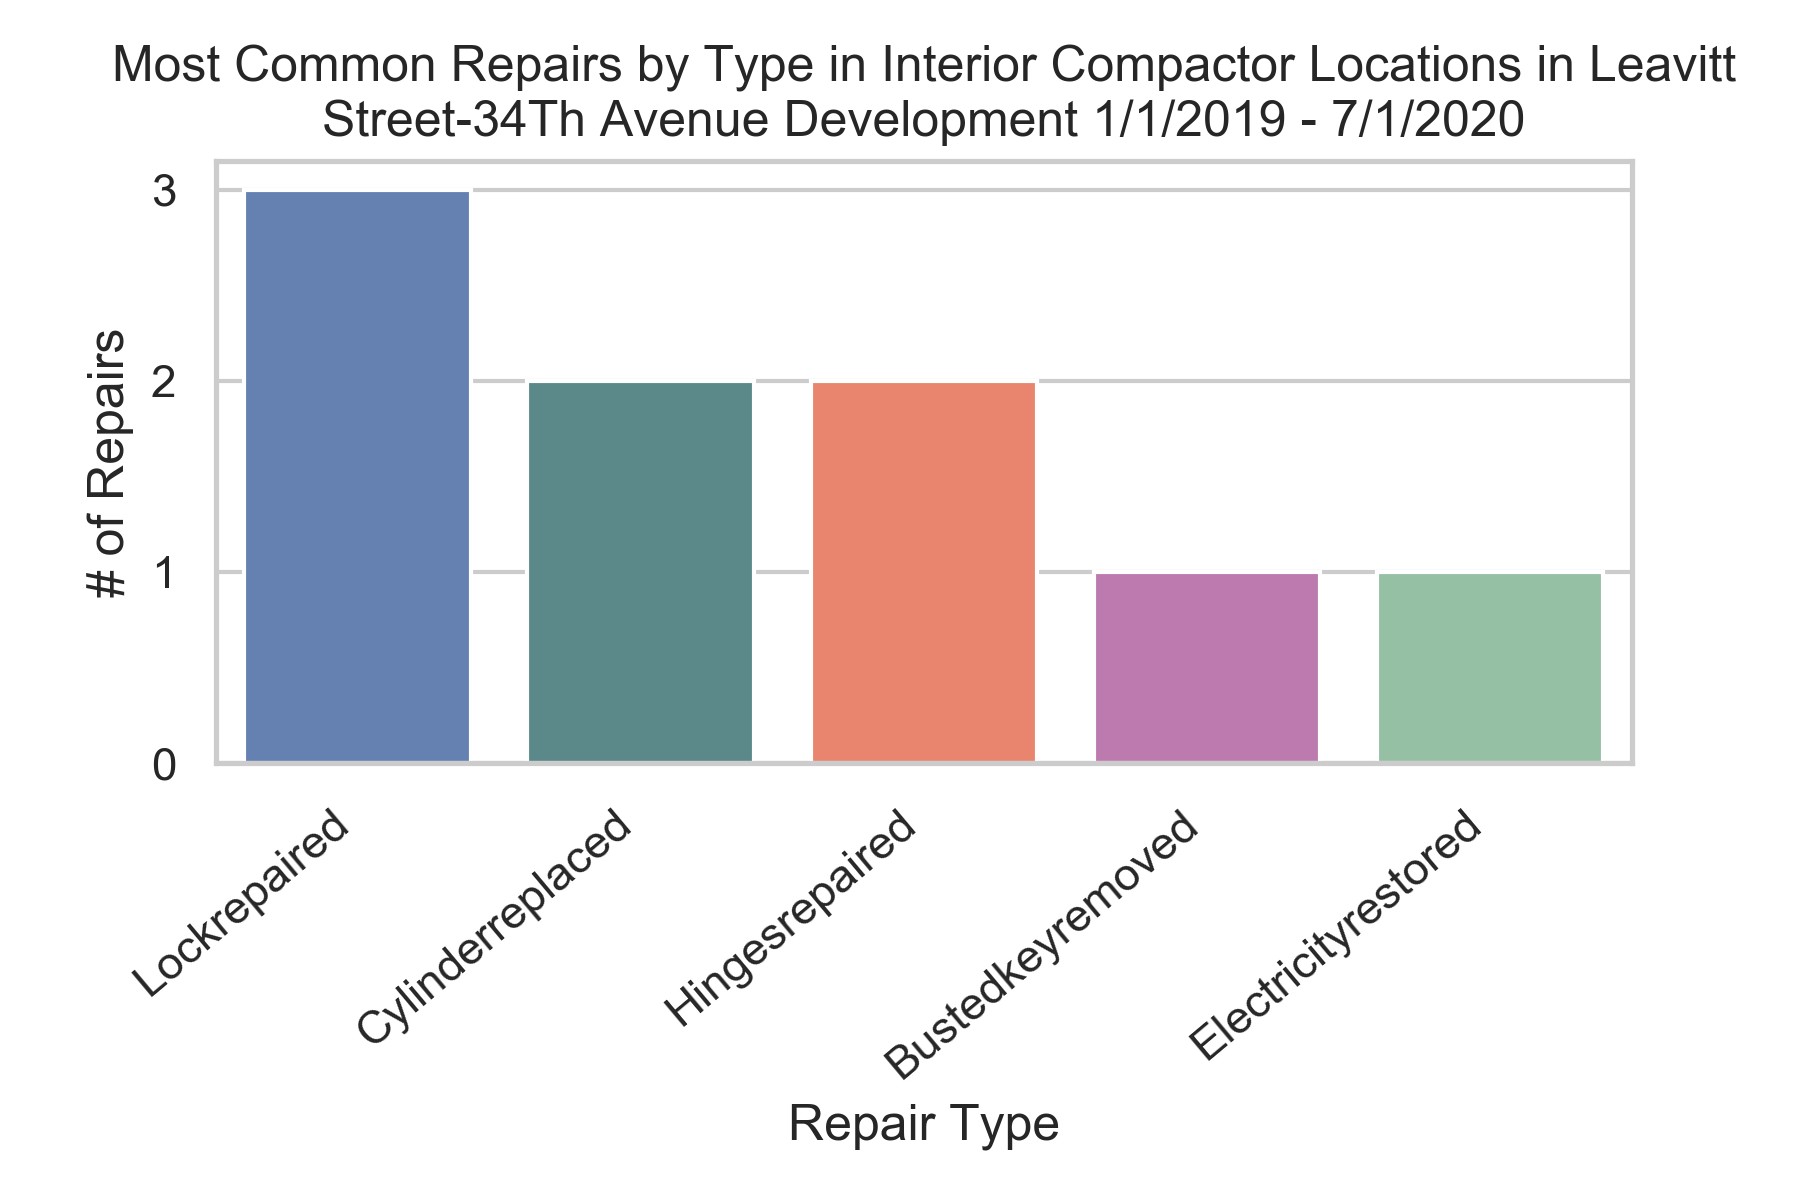 Most Common Repairs by Type in Interior Compactor Locations in Leavitt
Street-34Th Avenue Development 1/1/2019 - 7/1/2020
3
2
1
0
# of Repairs
Lockrepaired
Cylinderreplaced
Hingesrepaired
Bustedkeyremoved
Electricityrestored
Repair Type